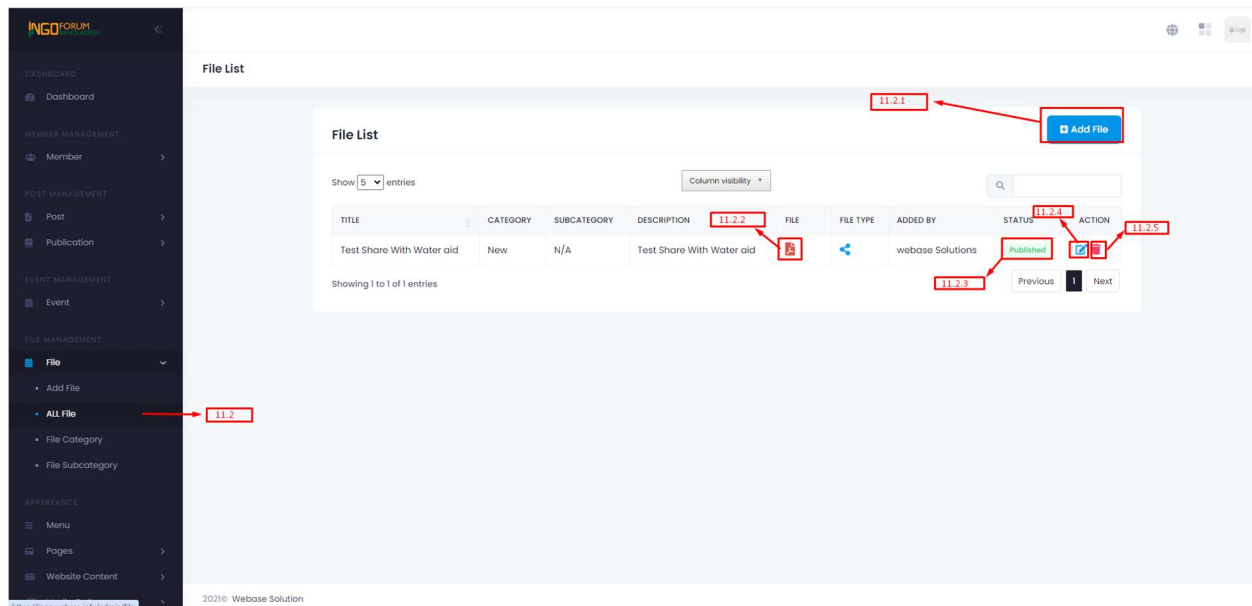 INGO FORUM
BANGLADESH
DASHBOARD
Dashboard
MEMBER MANAGEMENT
Member
POST MANAGEMENT
Post
Publication
EVENT MANAGEMENT
Event
FILE MANAGEMENT
File
Add File
ALL File
File Category
File Subcategory
APPEREANCE
Menu
Pages
Website Content
File List
11.2.1
File List
Add File
Show 5 entries
Column visibility
TITLE CATEGORY SUBCATEGORY DESCRIPTION 11.2.2 FILE FILE TYPE ADDED BY STATUS 11.2.4 ACTION 11.2.5
Test Share With Water aid New N/A Test Share With Water aid webase Solutions Published
Showing 1 to 1 of 1 entries 11.2.3 Previous 1 Next
11.2
2021© Webase Solution